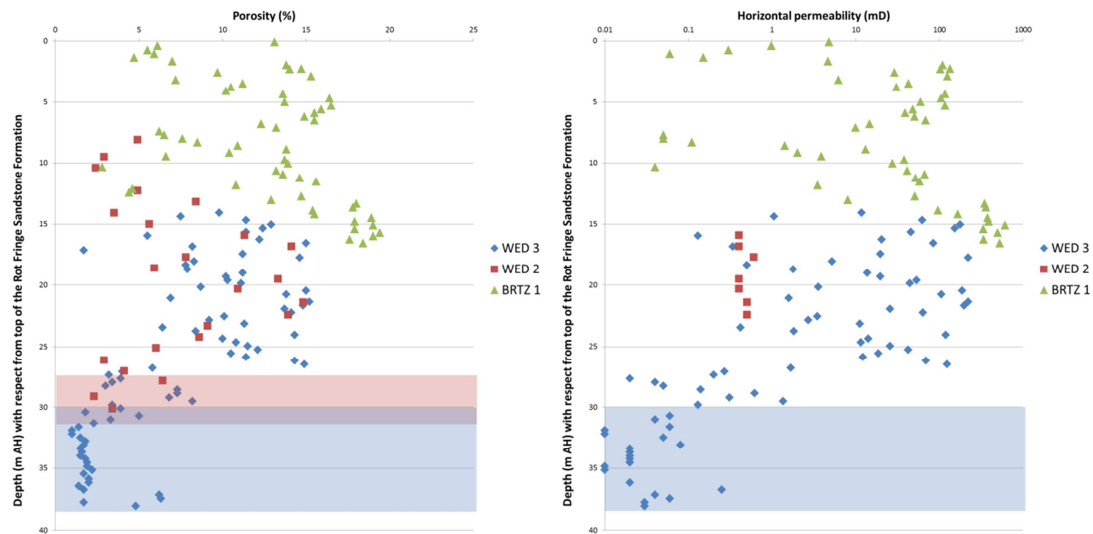 Porosity (%)
0 5 10 15 20 25
0
5
10
15
20
25
30
35
40
Depth (m AH) with respect from top of the Rot Fringe Sandstone Formation
WED 3
WED 2
BRTZ 1
Horizontal permeability (mD)
0.01 0.1 1 10 100 1000
0
5
10
15
20
25
30
35
40
Depth (m AH) with respect from top of the Rot Fringe Sandstone Formation
WED 3
WED 2
BRTZ 1